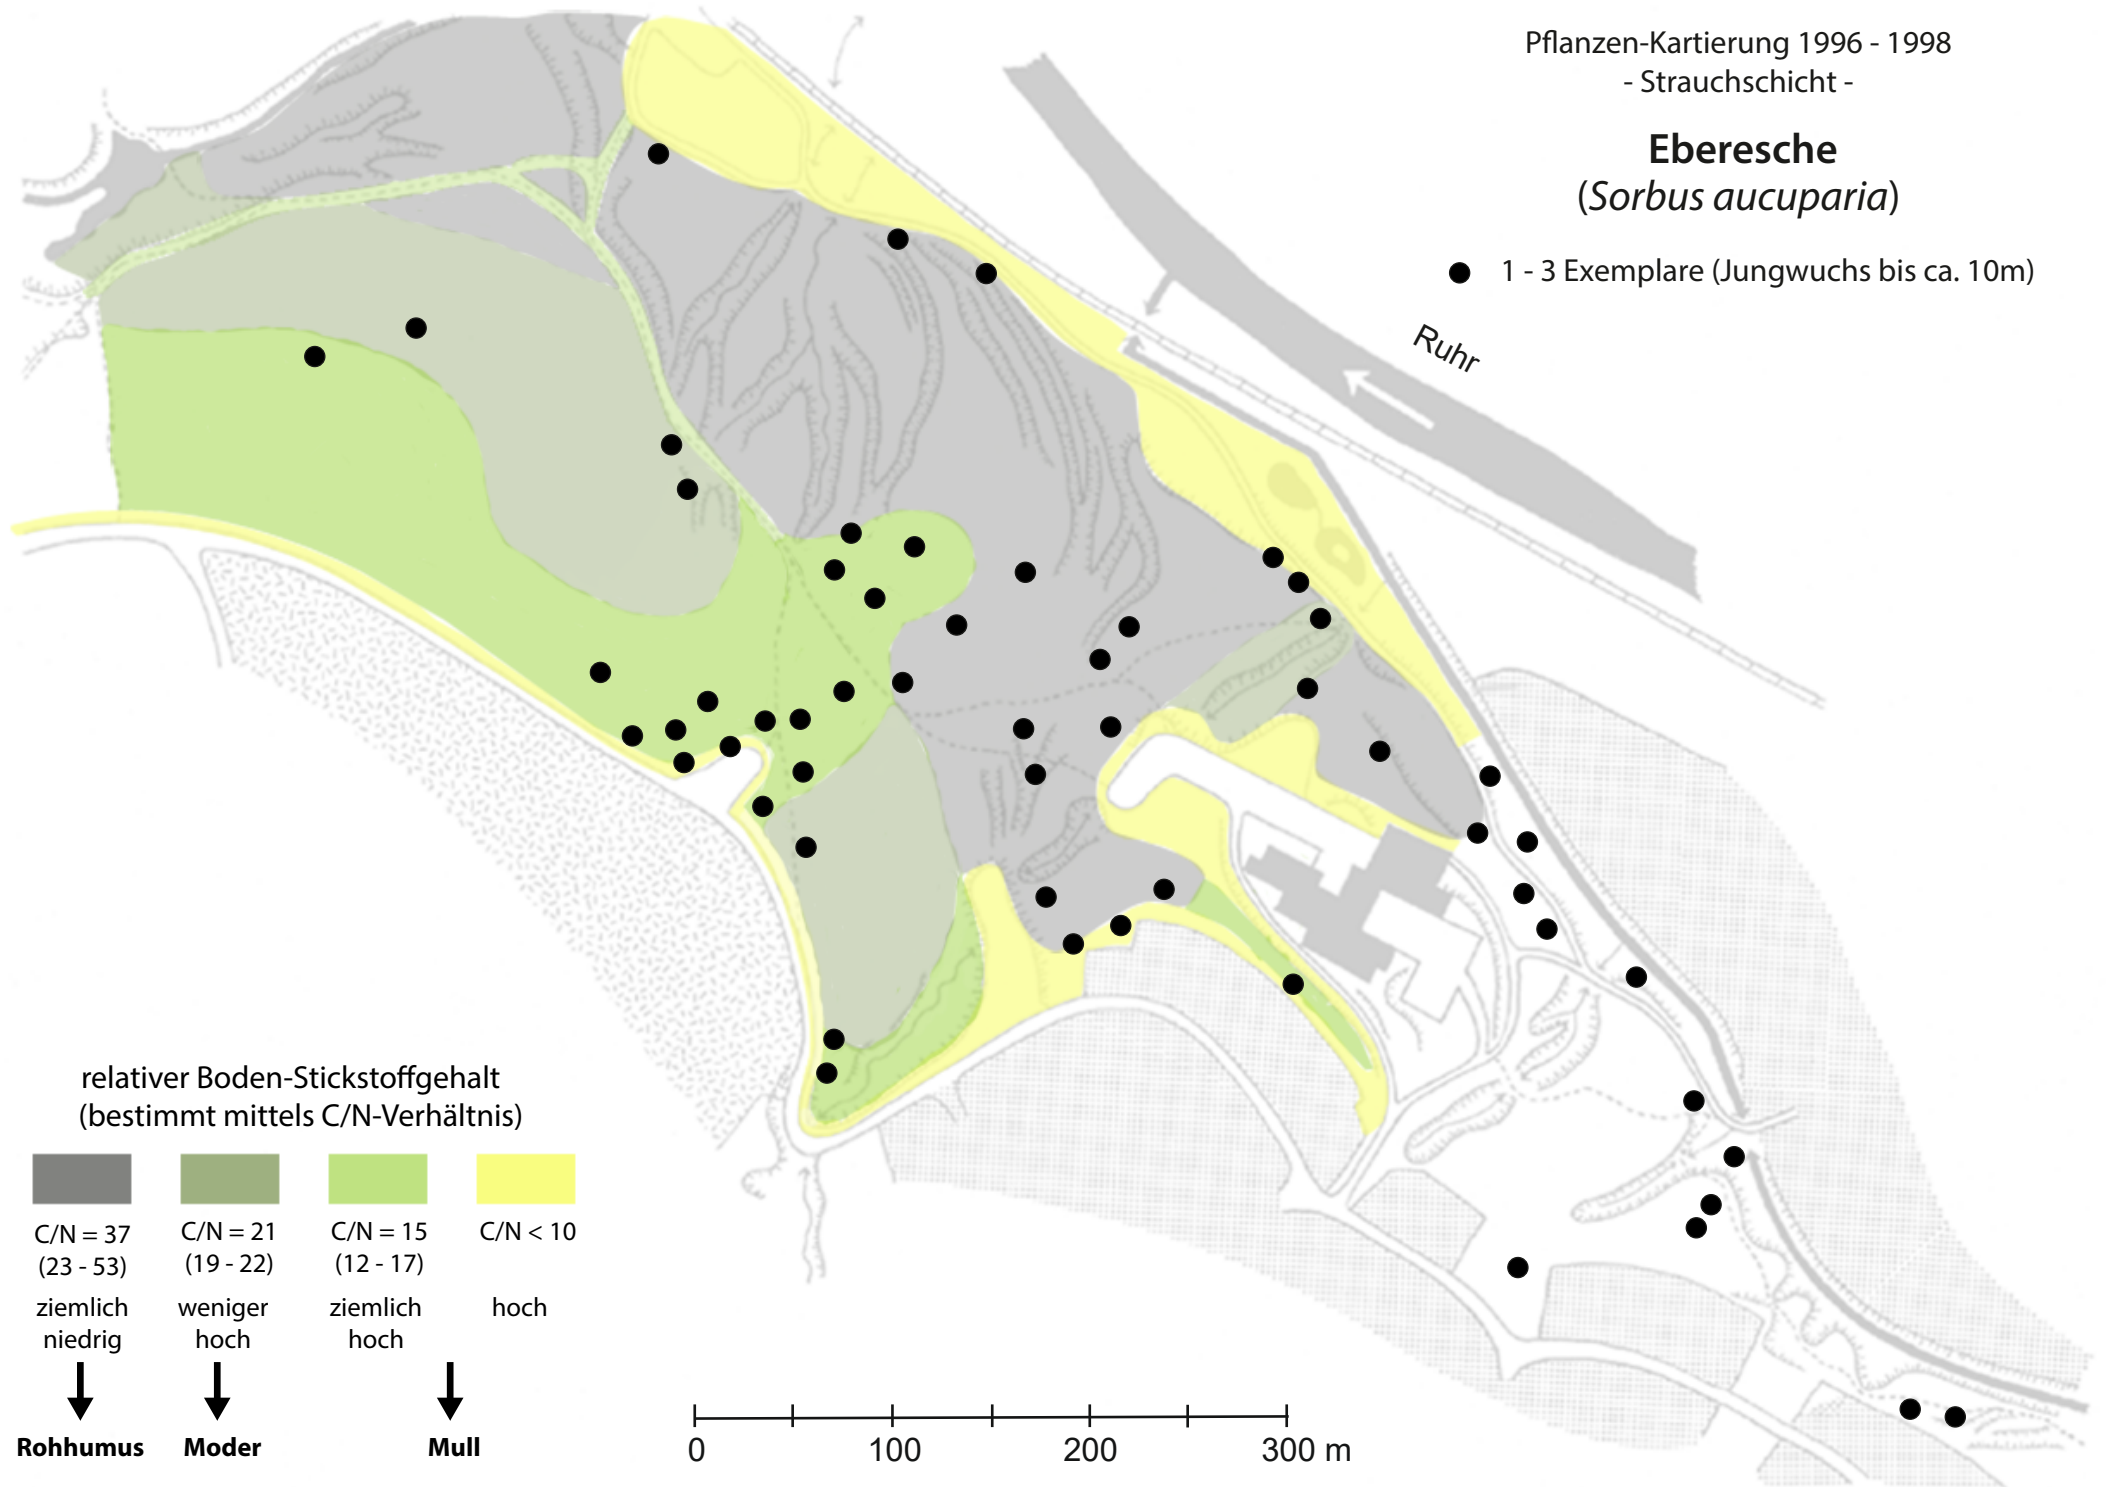 Pflanzen-Kartierung 1996 - 1998
- Strauchschicht -
Eberesche
(Sorbus aucuparia)
1 - 3 Exemplare (Jungwuchs bis ca. 10m)
Ruhr
relativer Boden-Stickstoffgehalt
(bestimmt mittels C/N-Verhältnis)
C/N = 37
(23 - 53)
ziemlich
niedrig
Rohhumus
C/N = 21
(19 - 22)
weniger
hoch
Moder
C/N = 15
(12 - 17)
ziemlich
hoch
C/N < 10
hoch
Mull
0 100 200 300 m